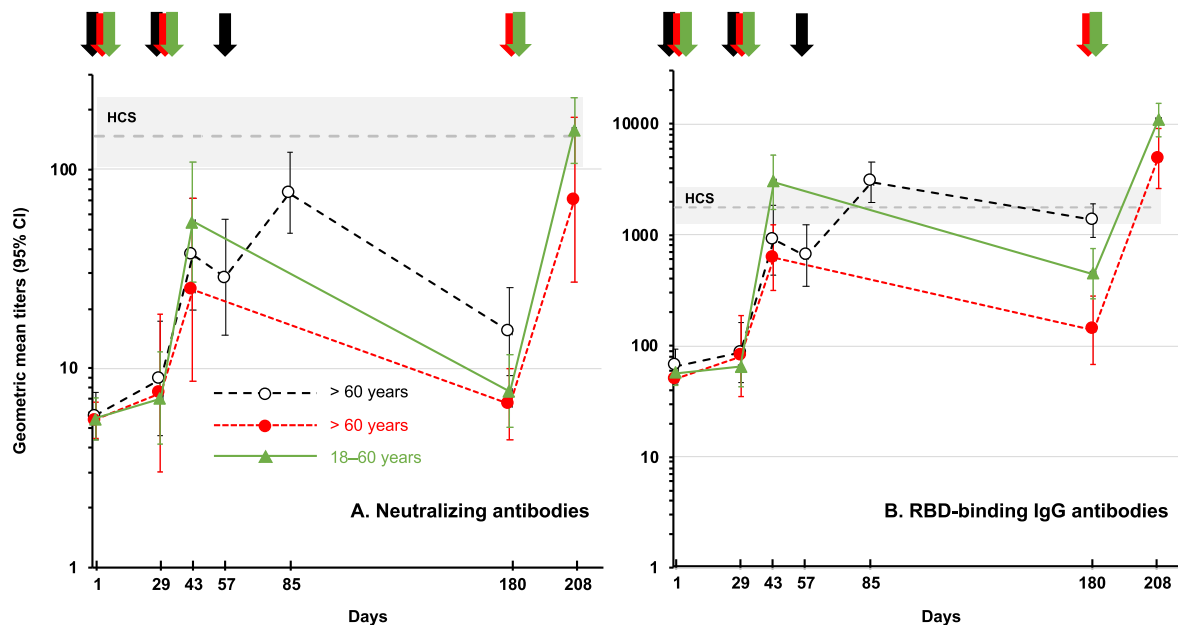 Geometric mean titers (95% CI)
100
10
1
HCS
> 60 years
> 60 years
18–60 years
A. Neutralizing antibodies
1 29 43 57 85 180 208
Days
10000
1000
100
10
1
HCS
B. RBD-binding IgG antibodies
1 29 43 57 85 180 208
Days